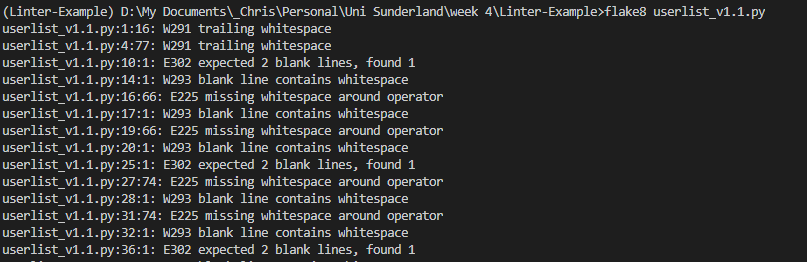 (Linter-Example) D:\My Documents\_Chris\Personal\Uni Sunderland\week 4\Linter-Example>flake8 userlist_v1.1.py
userlist_v1.1.py:1:16: W291 trailing whitespace
userlist_v1.1.py:4:77: W291 trailing whitespace
userlist_v1.1.py:10:1: E302 expected 2 blank lines, found 1
userlist_v1.1.py:14:1: W293 blank line contains whitespace
userlist_v1.1.py:16:66: E225 missing whitespace around operator
userlist_v1.1.py:17:1: W293 blank line contains whitespace
userlist_v1.1.py:19:66: E225 missing whitespace around operator
userlist_v1.1.py:20:1: W293 blank line contains whitespace
userlist_v1.1.py:25:1: E302 expected 2 blank lines, found 1
userlist_v1.1.py:27:74: E225 missing whitespace around operator
userlist_v1.1.py:28:1: W293 blank line contains whitespace
userlist_v1.1.py:31:74: E225 missing whitespace around operator
userlist_v1.1.py:32:1: W293 blank line contains whitespace
userlist_v1.1.py:36:1: E302 expected 2 blank lines, found 1